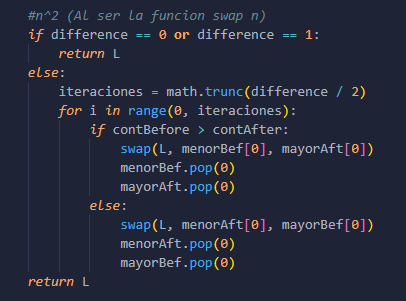 #n^2 (Al ser la funcion swap n)
if difference == 0 or difference == 1:
    return L
else:
    iteraciones = math.trunc(difference / 2)
    for i in range(0, iteraciones):
        if contBefore > contAfter:
            swap(L, menorBef[0], mayorAft[0])
            menorBef.pop(0)
            mayorAft.pop(0)
        else:
            swap(L, menorAft[0], mayorBef[0])
            menorAft.pop(0)
            mayorBef.pop(0)
return L